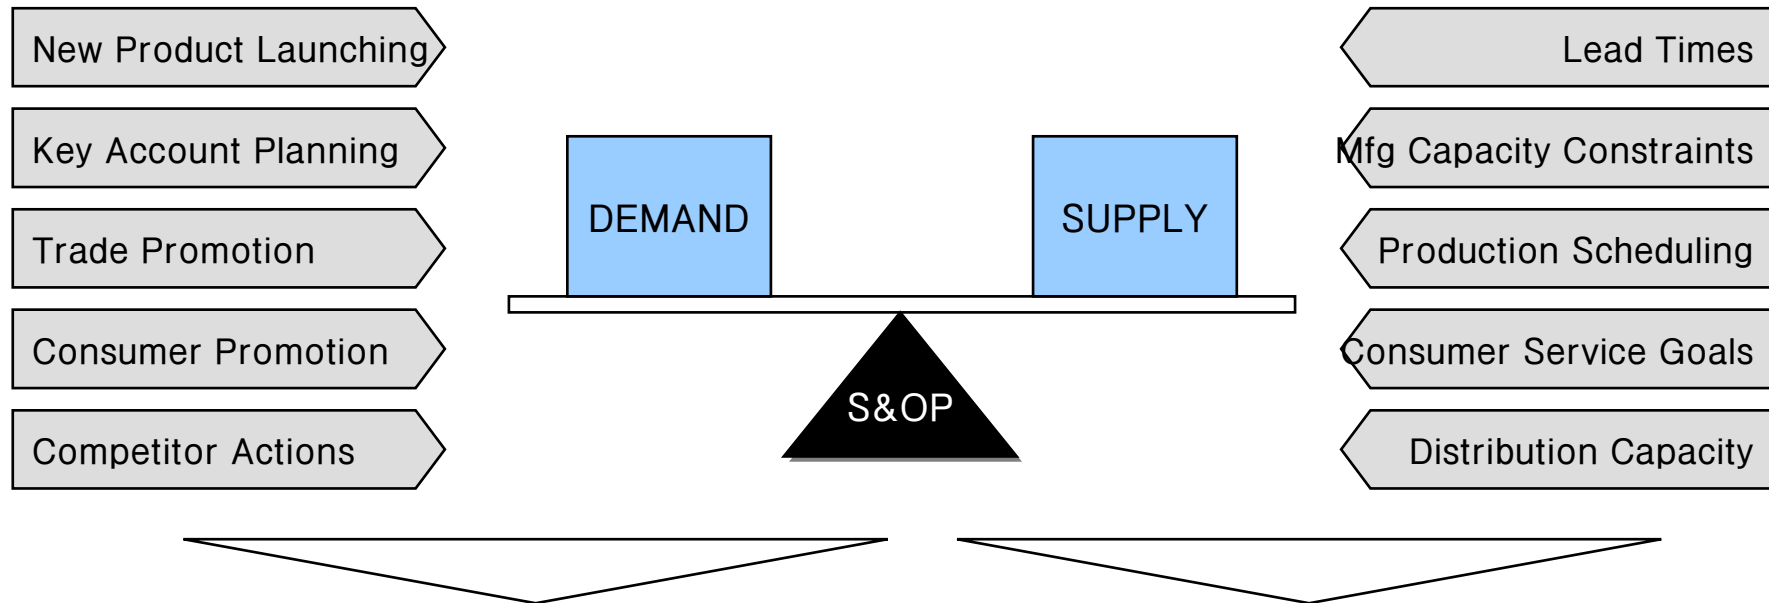 New Product Launching
Key Account Planning
Trade Promotion
Consumer Promotion
Competitor Actions
DEMAND
SUPPLY
S&OP
Lead Times
Mfg Capacity Constraints
Production Scheduling
Consumer Service Goals
Distribution Capacity